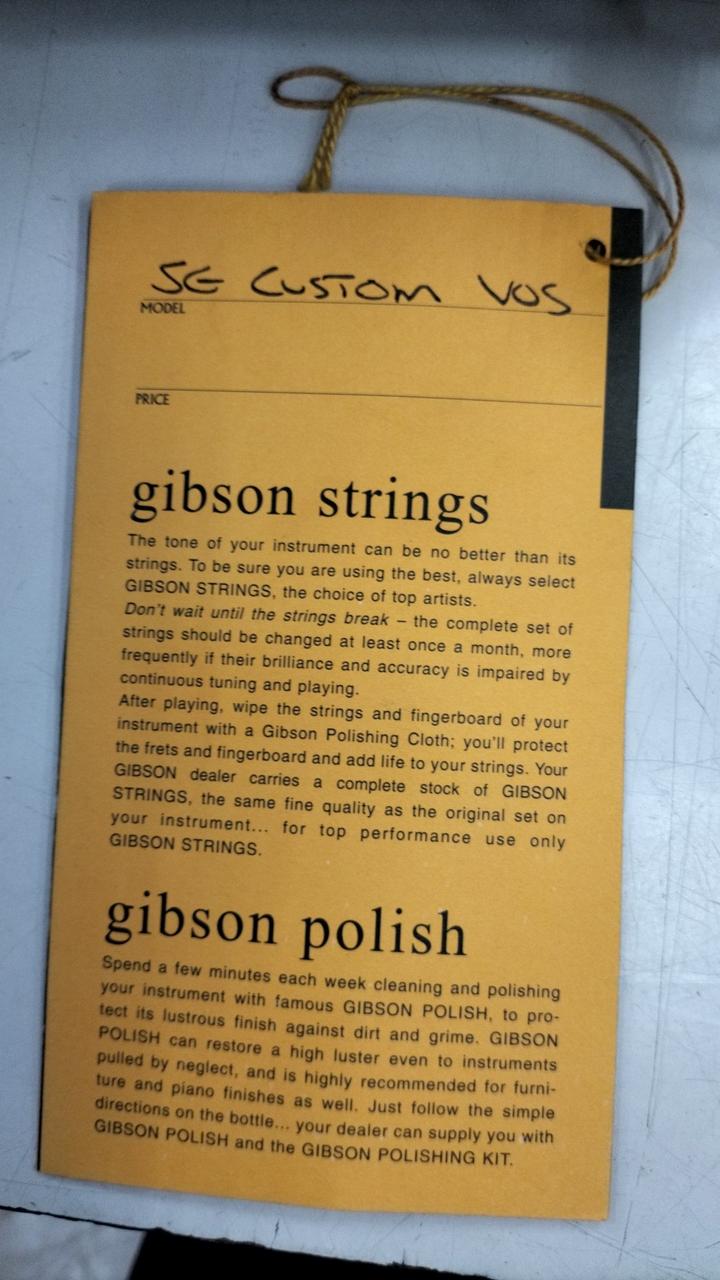 SG CUSTOM VOS
MODEL
PRICE
gibson strings
The tone of your instrument can be no better than its
strings. To be sure you are using the best, always select
GIBSON STRINGS, the choice of top artists.
Don't wait until the strings break – the complete set of
strings should be changed at least once a month, more
frequently if their brilliance and accuracy is impaired by
continuous tuning and playing.
After playing, wipe the strings and fingerboard of your
instrument with a Gibson Polishing Cloth; you'll protect
the frets and fingerboard and add life to your strings. Your
GIBSON dealer carries a complete stock of GIBSON
STRINGS, the same fine quality as the original set on
your instrument... for top performance use only
GIBSON STRINGS.
gibson polish
Spend a few minutes each week cleaning and polishing
your instrument with famous GIBSON POLISH, to pro-
tect its lustrous finish against dirt and grime. GIBSON
POLISH can restore a high luster even to instruments
pulled by neglect, and is highly recommended for furni-
ture and piano finishes as well. Just follow the simple
directions on the bottle... your dealer can supply you with
GIBSON POLISH and the GIBSON POLISHING KIT.